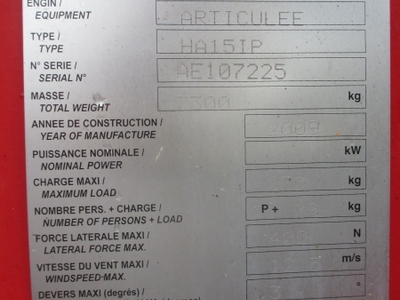 ENGIN /
EQUIPMENT
ARTICULEE
TYPE /
TYPE
HA15IP
N° SERIE /
SERIAL N°
AE107225
MASSE /
TOTAL WEIGHT
kg
ANNEE DE CONSTRUCTION /
YEAR OF MANUFACTURE
PUISSANCE NOMINALE /
NOMINAL POWER
kW
CHARGE MAXI /
MAXIMUM LOAD
kg
NOMBRE PERS. + CHARGE /
NUMBER OF PERSONS + LOAD
P +
kg
FORCE LATERALE MAXI /
LATERAL FORCE MAX.
N
VITESSE DU VENT MAXI /
WINDSPEED MAX.
m/s
DEVERS MAXI (degrés) /
°